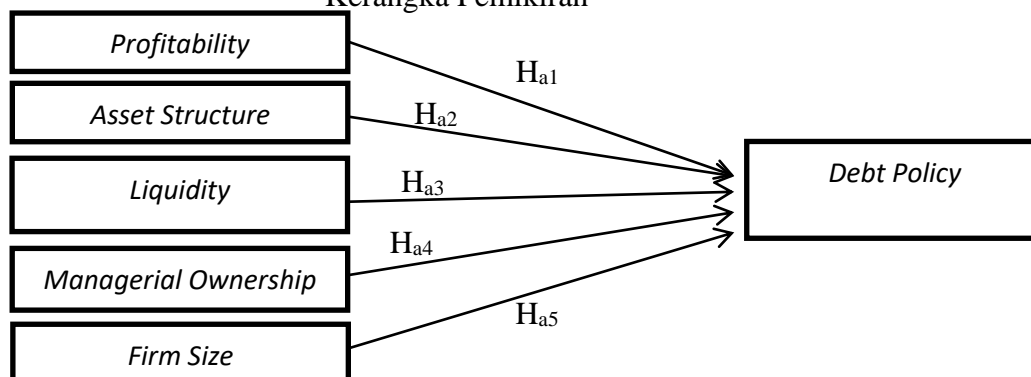 Kerangka Pemikiran
Profitability
Ha1
Asset Structure
Ha2
Debt Policy
Liquidity
Ha3
Ha4
Managerial Ownership
Ha5
Firm Size